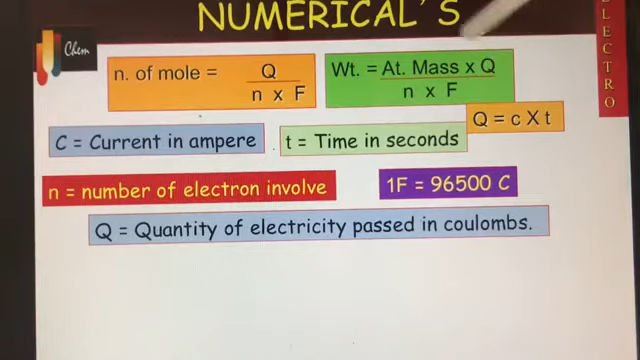 NUMERICAL'S
Chem
n. of mole = Q
n x F
Wt. = At. Mass x Q
n x F
Q = c X t
C = Current in ampere
t = Time in seconds
n = number of electron involve
1F = 96500 C
Q = Quantity of electricity passed in coulombs.
L
E
C
T
R
O